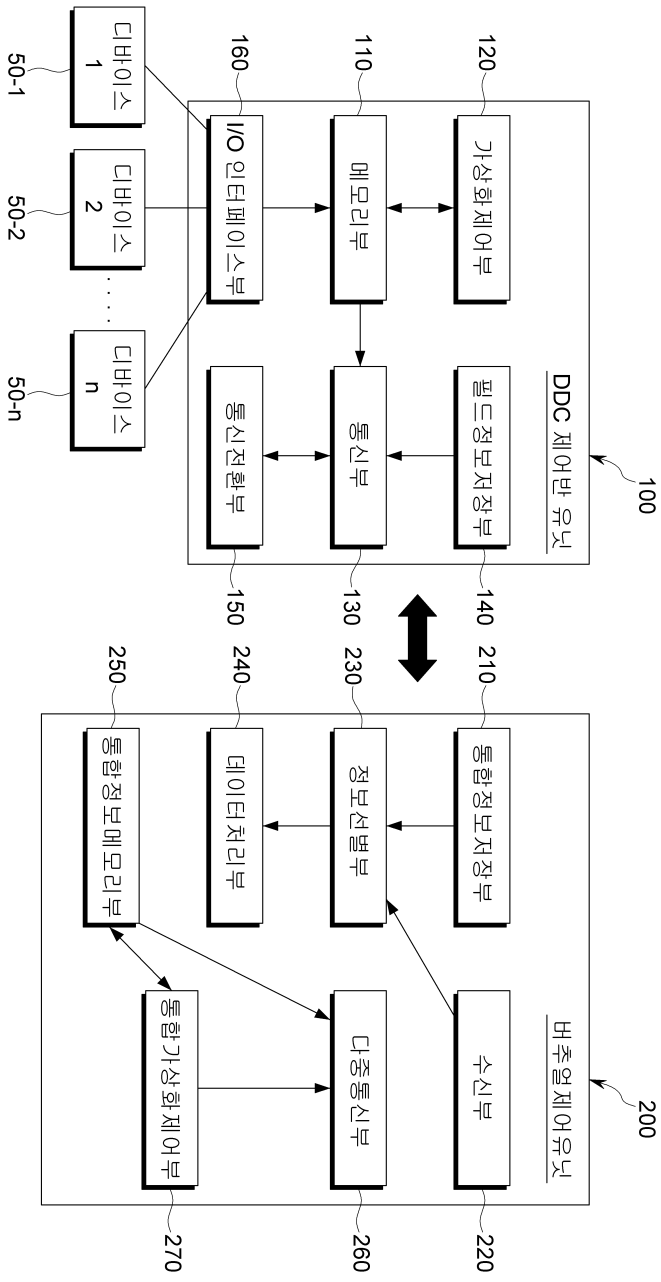 100
DDC 제어반 유닛
120
가상화제어부
필드정보저장부
140
110
메모리부
통신부
130
160
I/O 인터페이스부
통신전환부
150
디바이스
1
50-1
디바이스
2
50-2
· · · ·
디바이스
n
50-n
200
버추얼제어유닛
210
통합정보저장부
수신부
220
230
정보선별부
다중통신부
260
240
데이터처리부
250
통합정보메모리부
통합가상화제어부
270